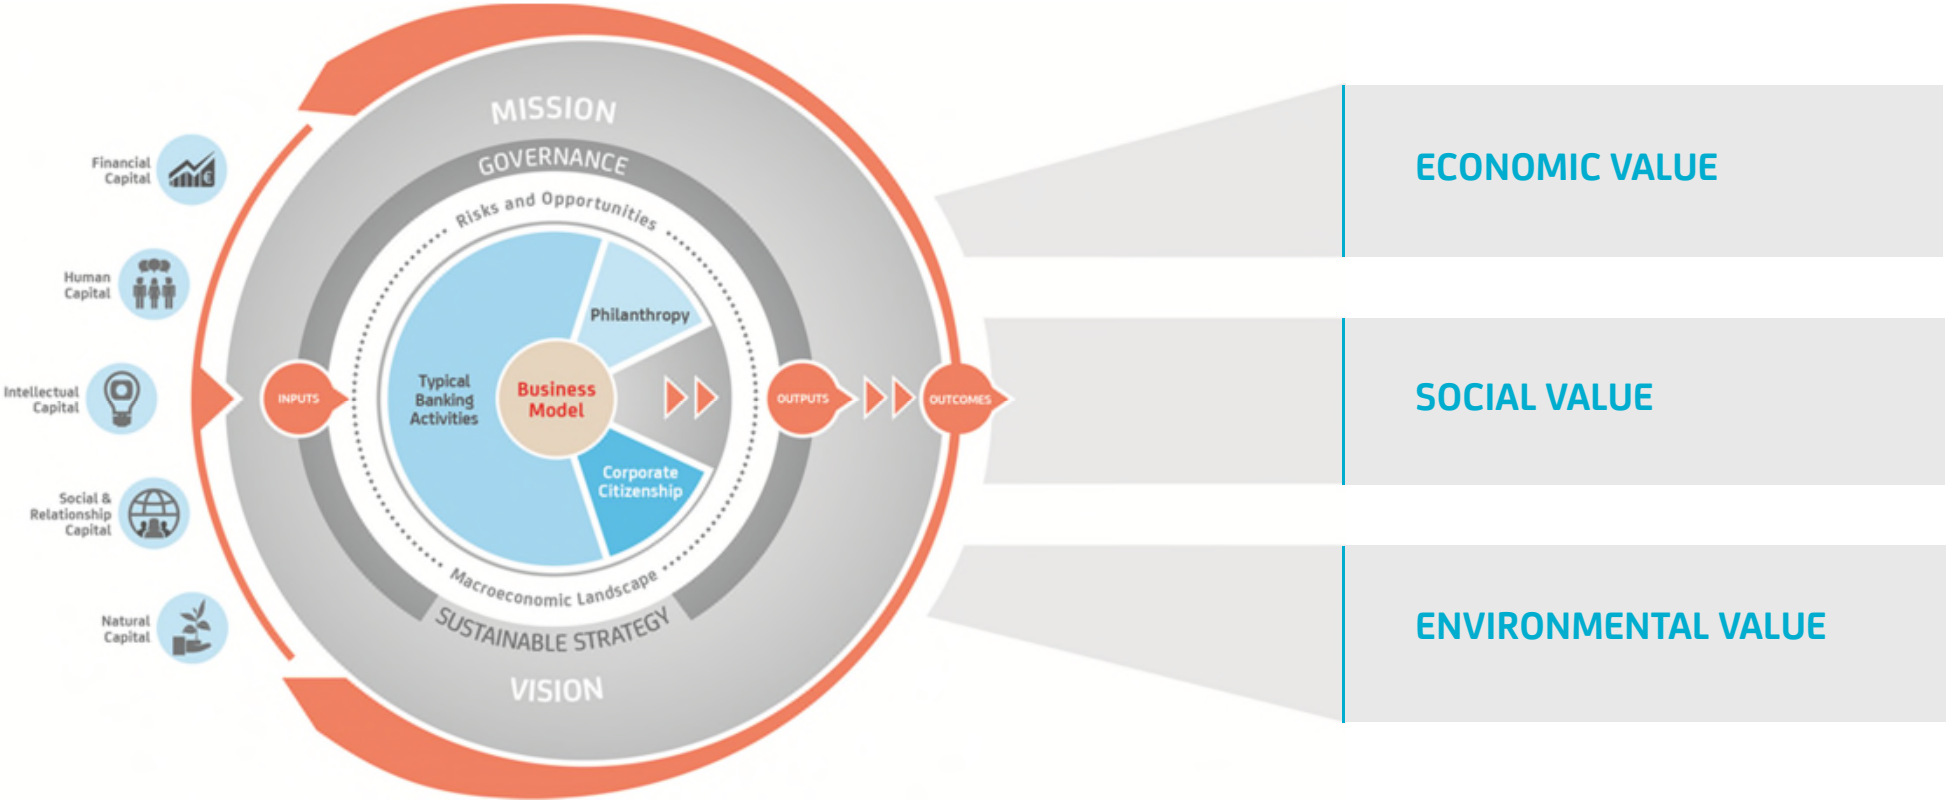 Financial
Capital
Human
Capital
Intellectual
Capital
Social &
Relationship
Capital
Natural
Capital
MISSION
GOVERNANCE
Risks and Opportunities
Philanthropy
Typical
Banking
Activities
Business
Model
Corporate
Citizenship
INPUTS
OUTPUTS
OUTCOMES
Macroeconomic Landscape
SUSTAINABLE STRATEGY
VISION
ECONOMIC VALUE
SOCIAL VALUE
ENVIRONMENTAL VALUE